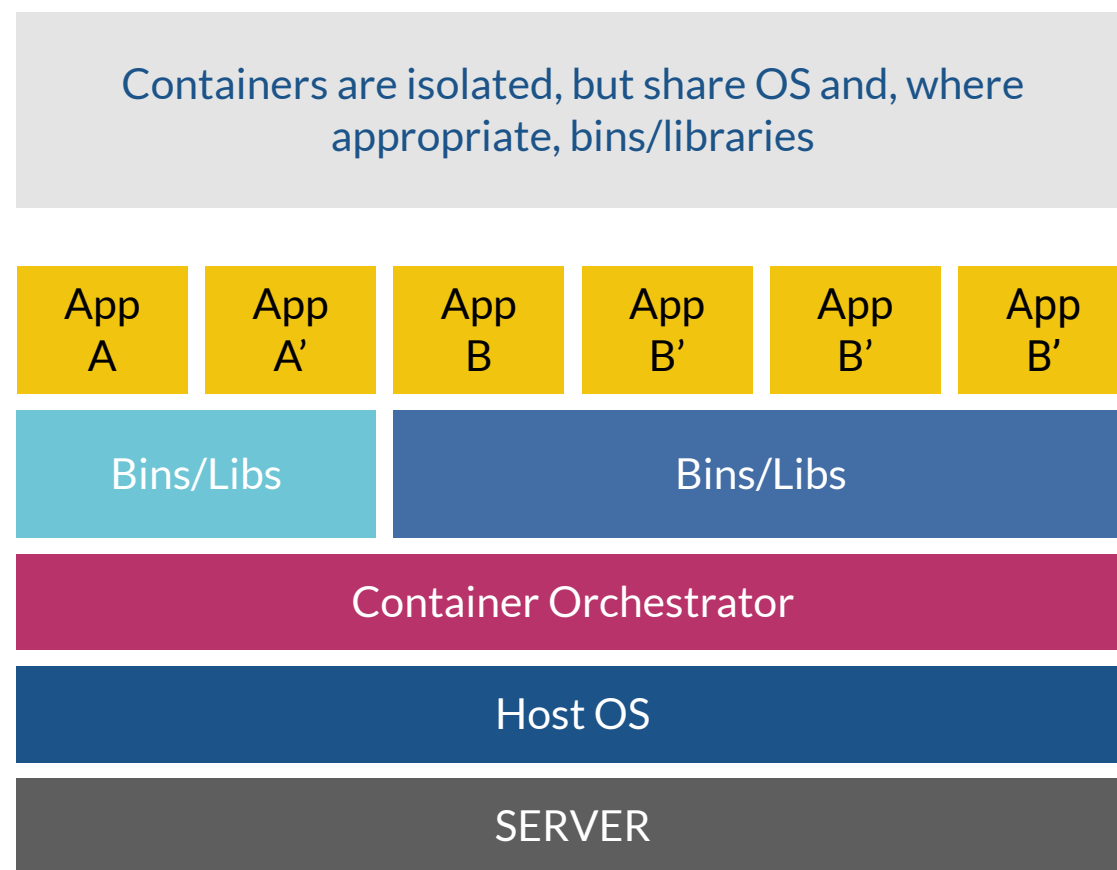 Containers are isolated, but share OS and, where
appropriate, bins/libraries
App
A
App
A’
App
B
App
B’
App
B’
App
B’
Bins/Libs
Bins/Libs
Container Orchestrator
Host OS
SERVER